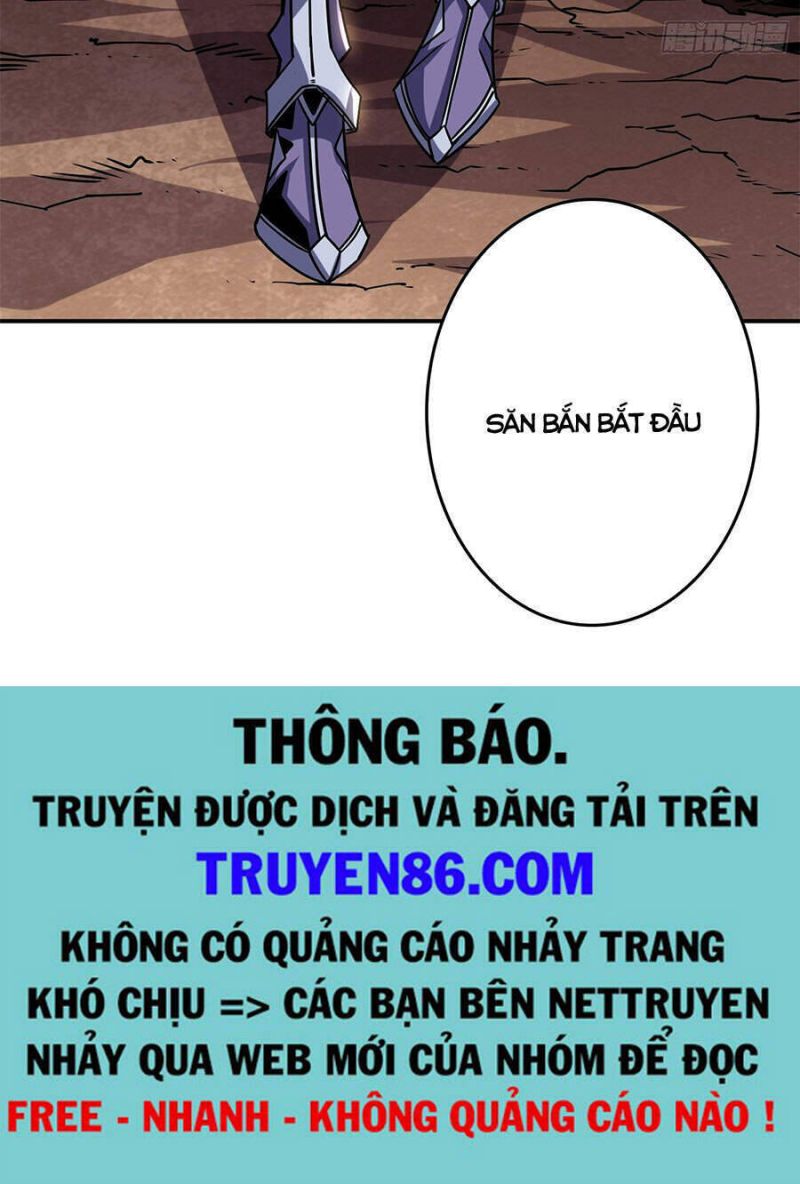 SĂN BẮN BẮT ĐẦU
THÔNG BÁO.
TRUYỆN ĐƯỢC DỊCH VÀ ĐĂNG TẢI TRÊN
TRUYEN86.COM
KHÔNG CÓ QUẢNG CÁO NHẢY TRANG
KHÓ CHỊU => CÁC BẠN BÊN NETTRUYEN
NHẢY QUA WEB MỚI CỦA NHÓM ĐỂ ĐỌC
FREE - NHANH - KHÔNG QUẢNG CÁO NÀO !